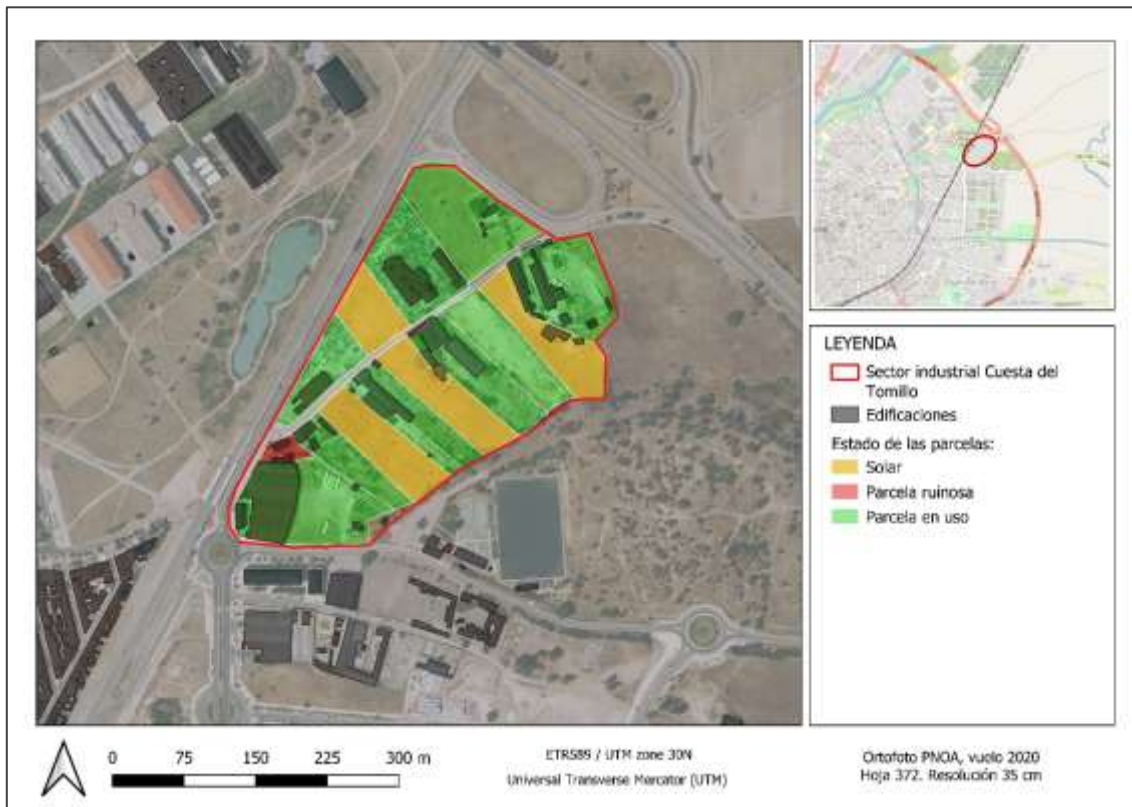 LEYENDA
Sector industrial Cuesta del
Tomillo
Edificaciones
Estado de las parcelas:
Solar
Parcela ruinosa
Parcela en uso
0 75 150 225 300 m
ETRS89 / UTM zone 30N
Universal Transverse Mercator (UTM)
Ortofoto PNOA, vuelo 2020
Hoja 372. Resolución 35 cm